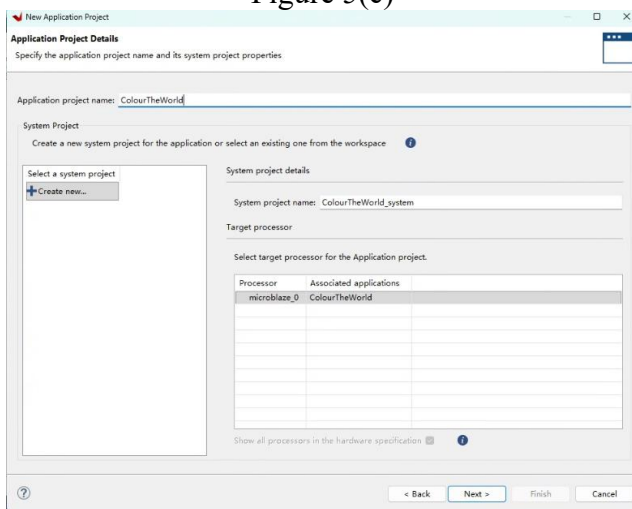 Figure 3(c)
New Application Project
Application Project Details
Specify the application project name and its system project properties
Application project name: ColourTheWorld
System Project
Create a new system project for the application or select an existing one from the workspace
Select a system project
Create new...
System project details
System project name: ColourTheWorld_system
Target processor
Select target processor for the Application project.
Processor Associated applications
microblaze_0 ColourTheWorld
Show all processors in the hardware specification
< Back Next > Finish Cancel